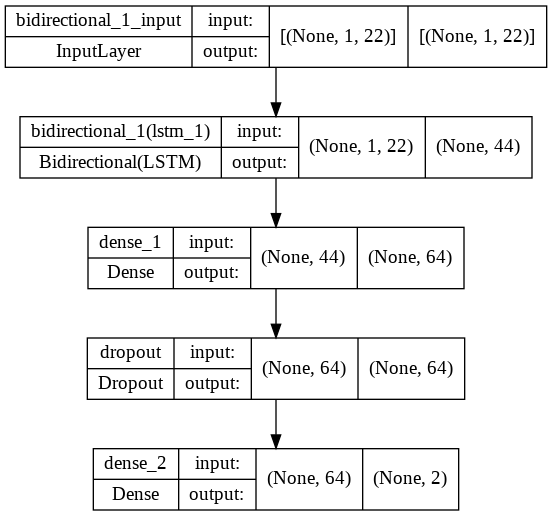 bidirectional_1_input input: [(None, 1, 22)] [(None, 1, 22)]
InputLayer output:
bidirectional_1(lstm_1) input: (None, 1, 22) (None, 44)
Bidirectional(LSTM) output:
dense_1 input: (None, 44) (None, 64)
Dense output:
dropout input: (None, 64) (None, 64)
Dropout output:
dense_2 input: (None, 64) (None, 2)
Dense output: